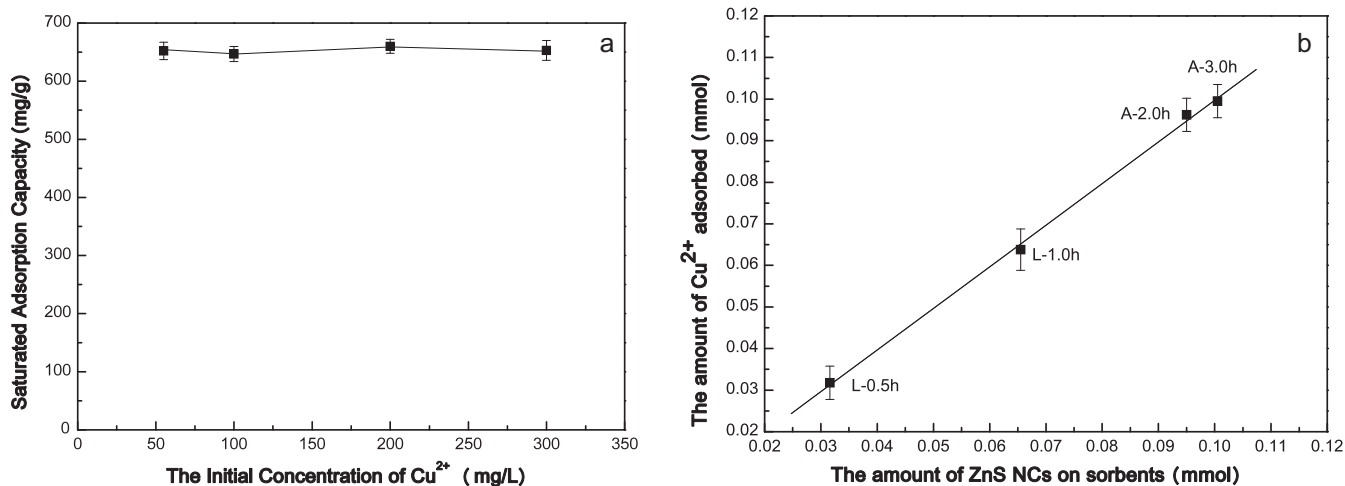 a
700
600
500
400
300
200
100
0
Saturated Adsorption Capacity (mg/g)
0 50 100 150 200 250 300 350
The Initial Concentration of Cu²⁺ (mg/L)
b
0.12
0.11
0.10
0.09
0.08
0.07
0.06
0.05
0.04
0.03
0.02
The amount of Cu²⁺ adsorbed (mmol)
A-3.0h
A-2.0h
L-1.0h
L-0.5h
0.02 0.03 0.04 0.05 0.06 0.07 0.08 0.09 0.10 0.11 0.12
The amount of ZnS NCs on sorbents (mmol)